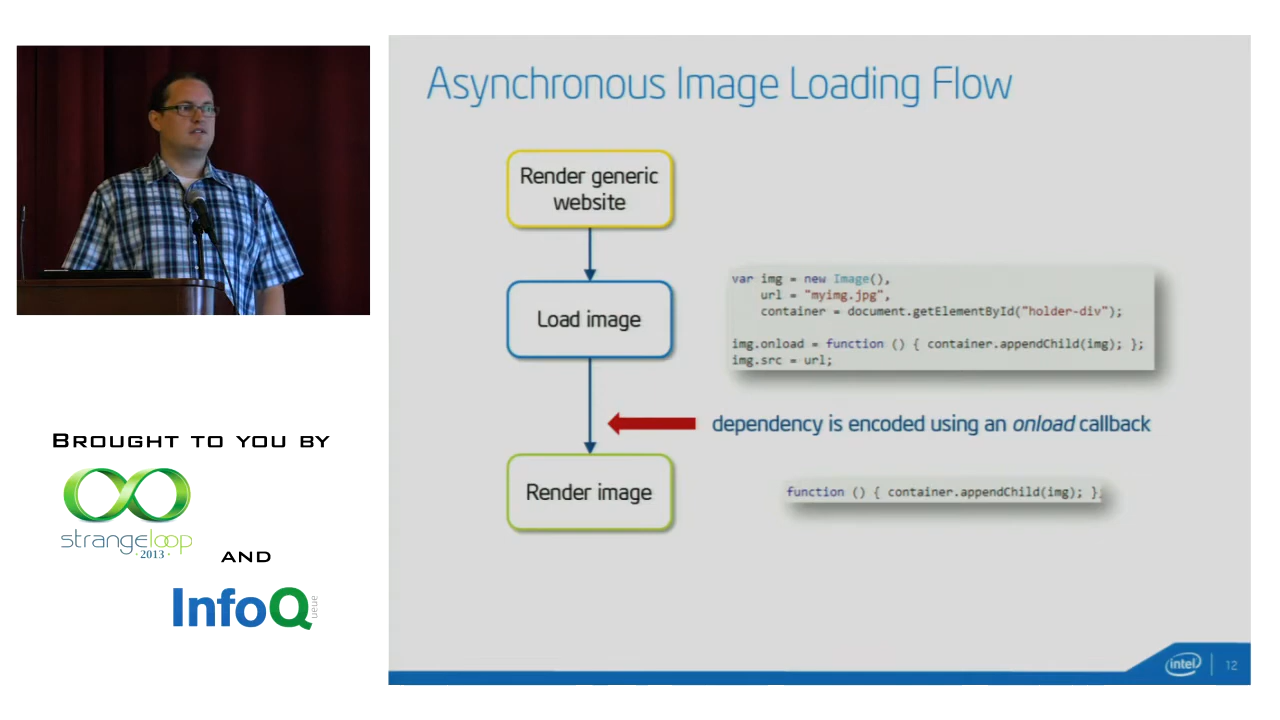 Asynchronous Image Loading Flow
Render generic
website
Load image
var img = new Image(),
url = "myimg.jpg",
container = document.getElementById("holder-div");
img.onload = function () { container.appendChild(img); };
img.src = url;
dependency is encoded using an onload callback
Render image
function () { container.appendChild(img); };
BROUGHT TO YOU BY
strangeloop
· 2013 ·
AND
InfoQ
queue
intel
12